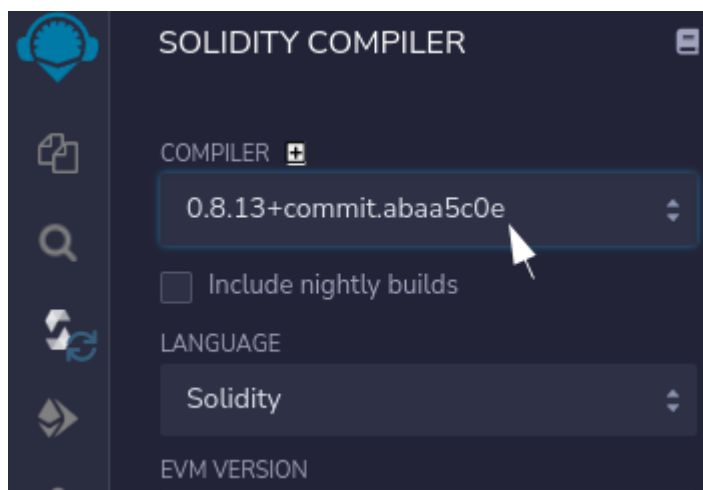 SOLIDITY COMPILER
COMPILER
0.8.13+commit.abaa5c0e
Include nightly builds
LANGUAGE
Solidity
EVM VERSION